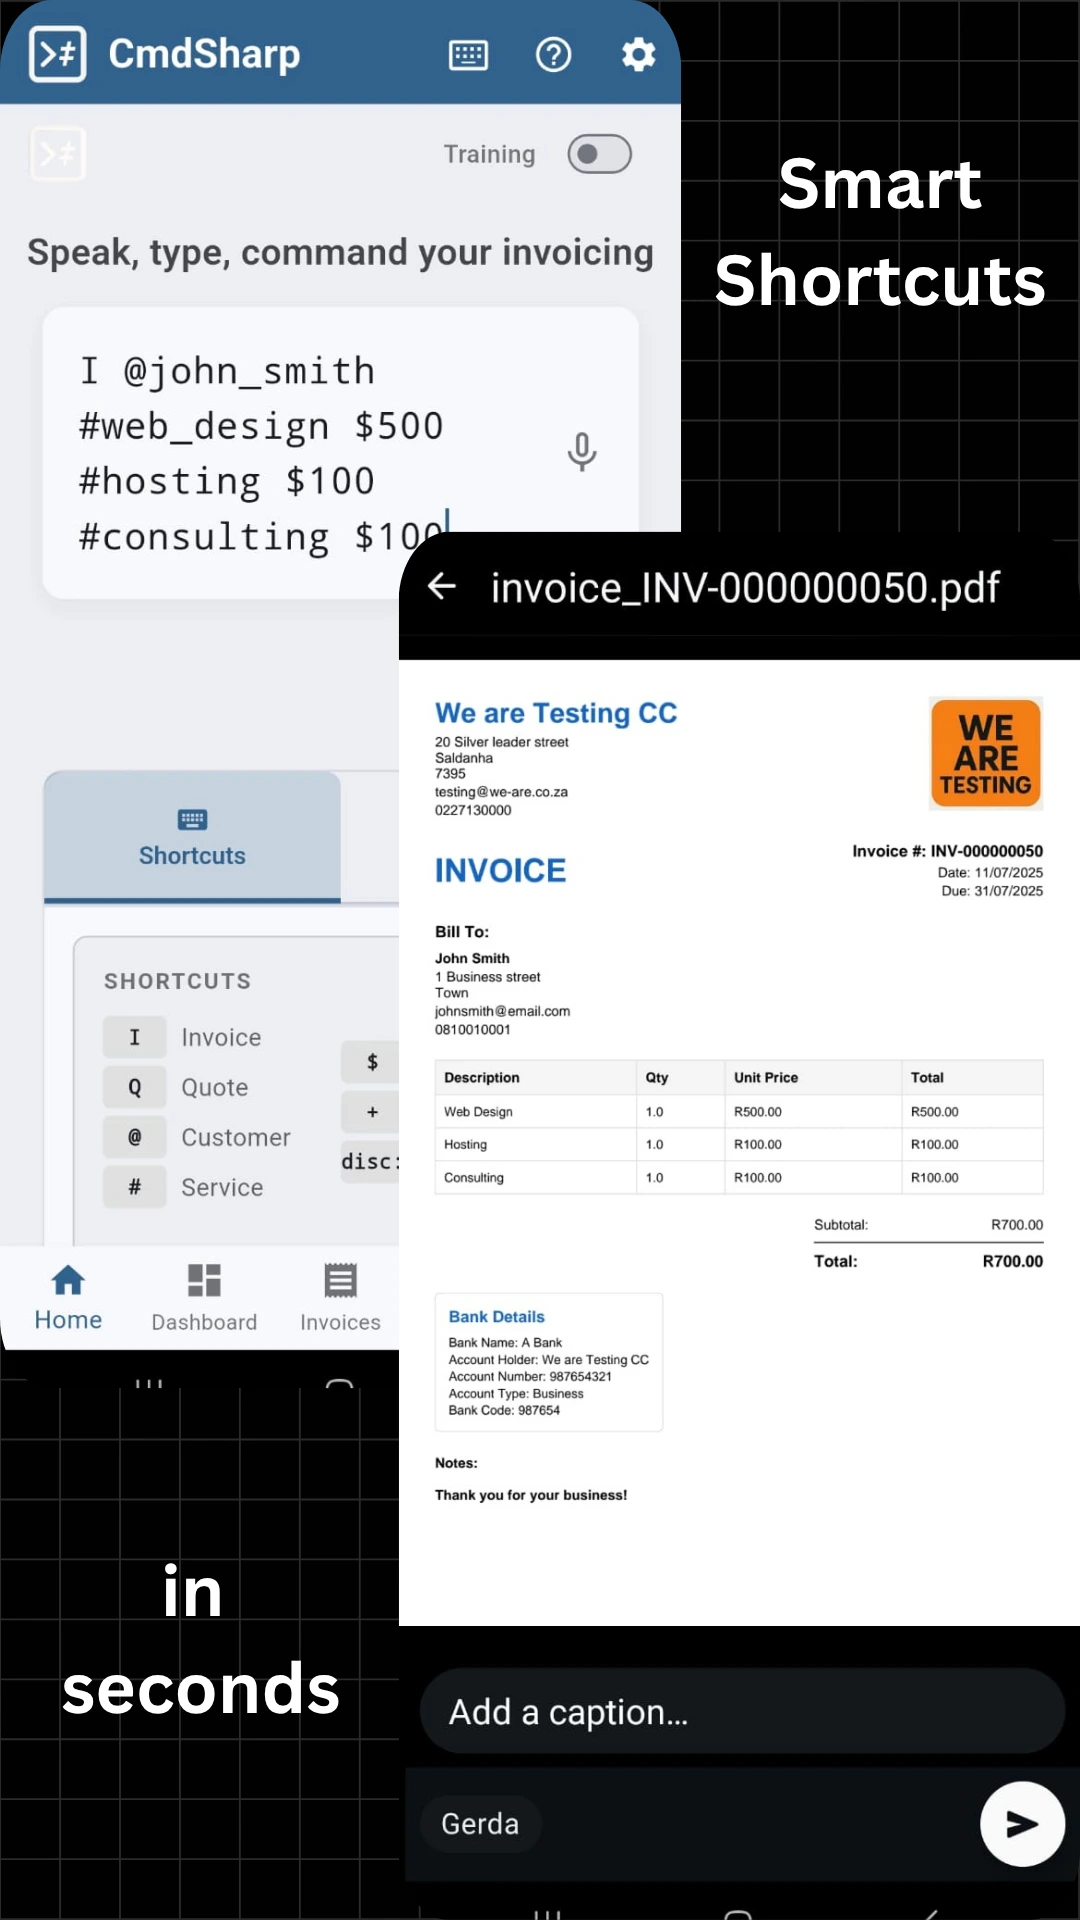 CmdSharp
Training
Speak, type, command your invoicing
I @john_smith
#web_design $500
#hosting $100
#consulting $100
Shortcuts
SHORTCUTS
I Invoice
Q Quote
@ Customer
# Service
$
+
disc:
Home Dashboard Invoices
Smart
Shortcuts
invoice_INV-000000050.pdf
We are Testing CC
20 Silver leader street
Saldanha
7395
testing@we-are.co.za
0227130000
WE
ARE
TESTING
INVOICE
Invoice #: INV-000000050
Date: 11/07/2025
Due: 31/07/2025
Bill To:
John Smith
1 Business street
Town
johnsmith@email.com
0810010001
Description Qty Unit Price Total
Web Design 1.0 R500.00 R500.00
Hosting 1.0 R100.00 R100.00
Consulting 1.0 R100.00 R100.00
Subtotal: R700.00
Total: R700.00
Bank Details
Bank Name: A Bank
Account Holder: We are Testing CC
Account Number: 987654321
Account Type: Business
Bank Code: 987654
Notes:
Thank you for your business!
Add a caption...
Gerda
in
seconds